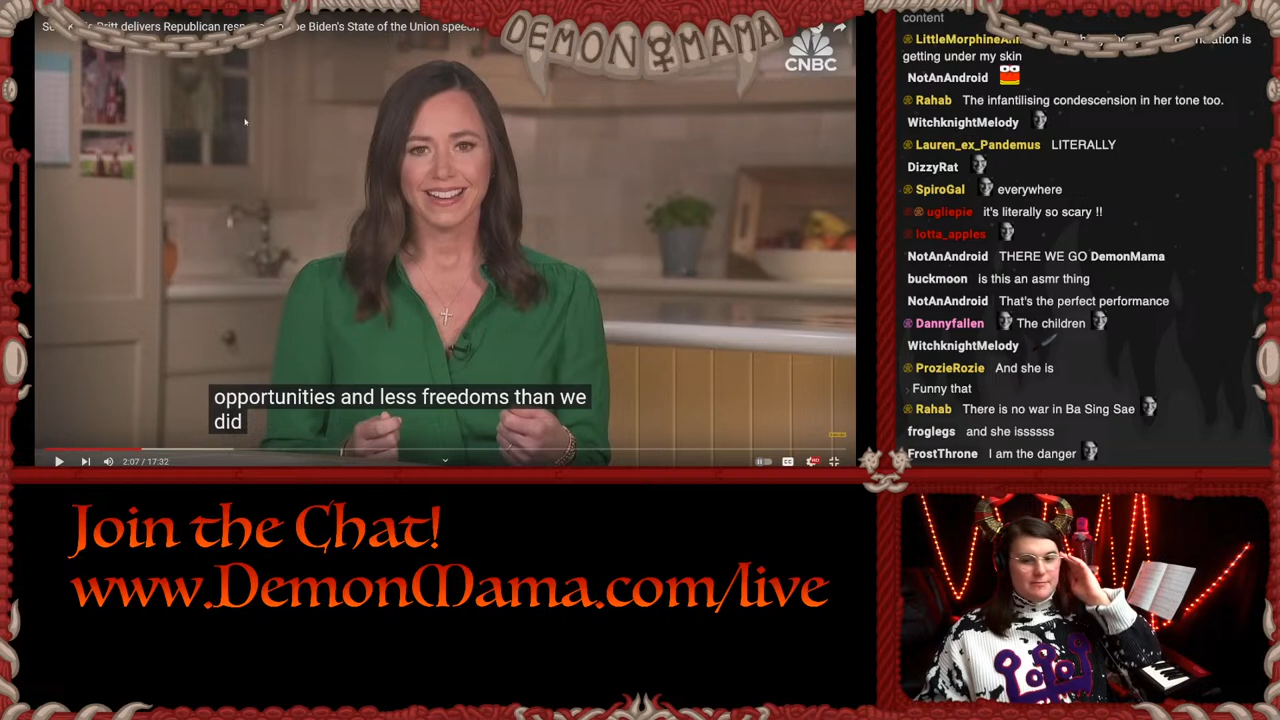 Britt delivers Republican
Biden's State of the Union speech
DEMON MAMA
CNBC
opportunities and less freedoms than we
did
2:07 / 17:32
HD
Join the Chat!
www.DemonMama.com/live
content
is
getting under my skin
NotAnAndroid
Rahab The infantilising condescension in her tone too.
WitchknightMelody
Lauren_ex_Pandemus LITERALLY
DizzyRat
SpiroGal everywhere
ugliepie it's literally so scary !!
lotta_apples
NotAnAndroid THERE WE GO DemonMama
buckmoon is this an asmr thing
NotAnAndroid That's the perfect performance
Dannyfallen The children
WitchknightMelody
ProzieRozie And she is
Funny that
Rahab There is no war in Ba Sing Sae
froglegs and she issssss
FrostThrone I am the danger